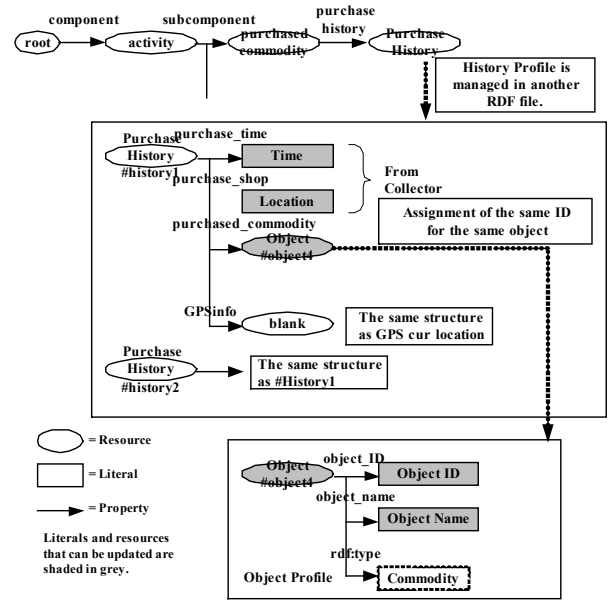 component
subcomponent
purchase
history
root
activity
purchased
commodity
Purchase
History
History Profile is
managed in another
RDF file.
Purchase
History
#history1
purchase_time
Time
purchase_shop
Location
From
Collector
purchased_commodity
Object
#object4
Assignment of the same ID
for the same object
GPSinfo
blank
The same structure
as GPS cur location
Purchase
History
#history2
The same structure
as #History1
= Resource
= Literal
= Property
Literals and resources
that can be updated are
shaded in grey.
Object
#object4
object_ID
Object ID
object_name
Object Name
rdf:type
Commodity
Object Profile